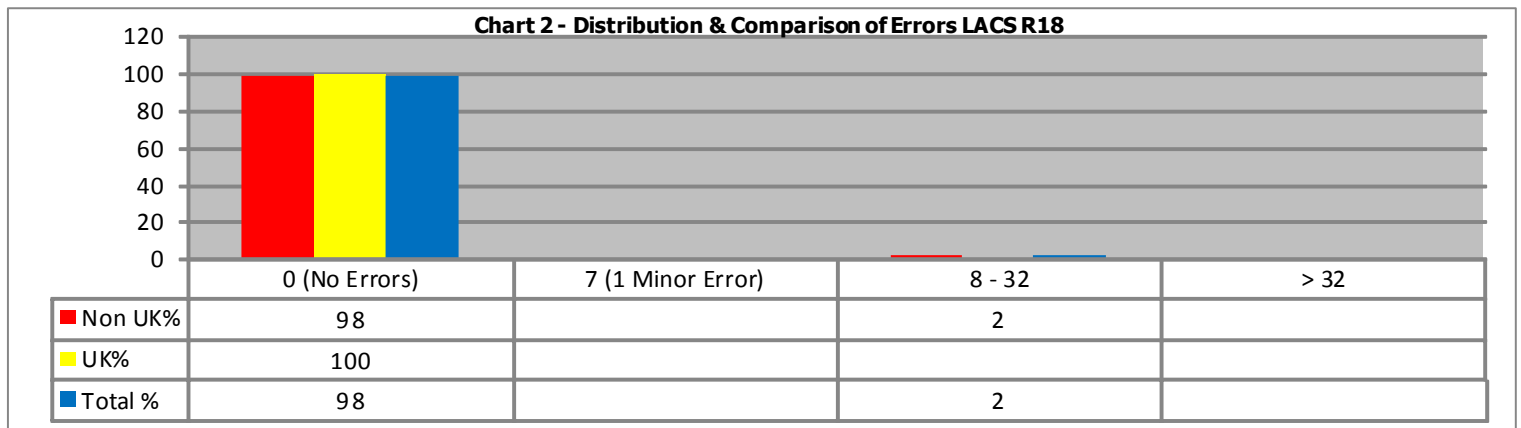 Chart 2 - Distribution & Comparison of Errors LACS R18
120
100
80
60
40
20
0
0 (No Errors) 7 (1 Minor Error) 8 - 32 > 32
Non UK% 98 2
UK% 100
Total % 98 2